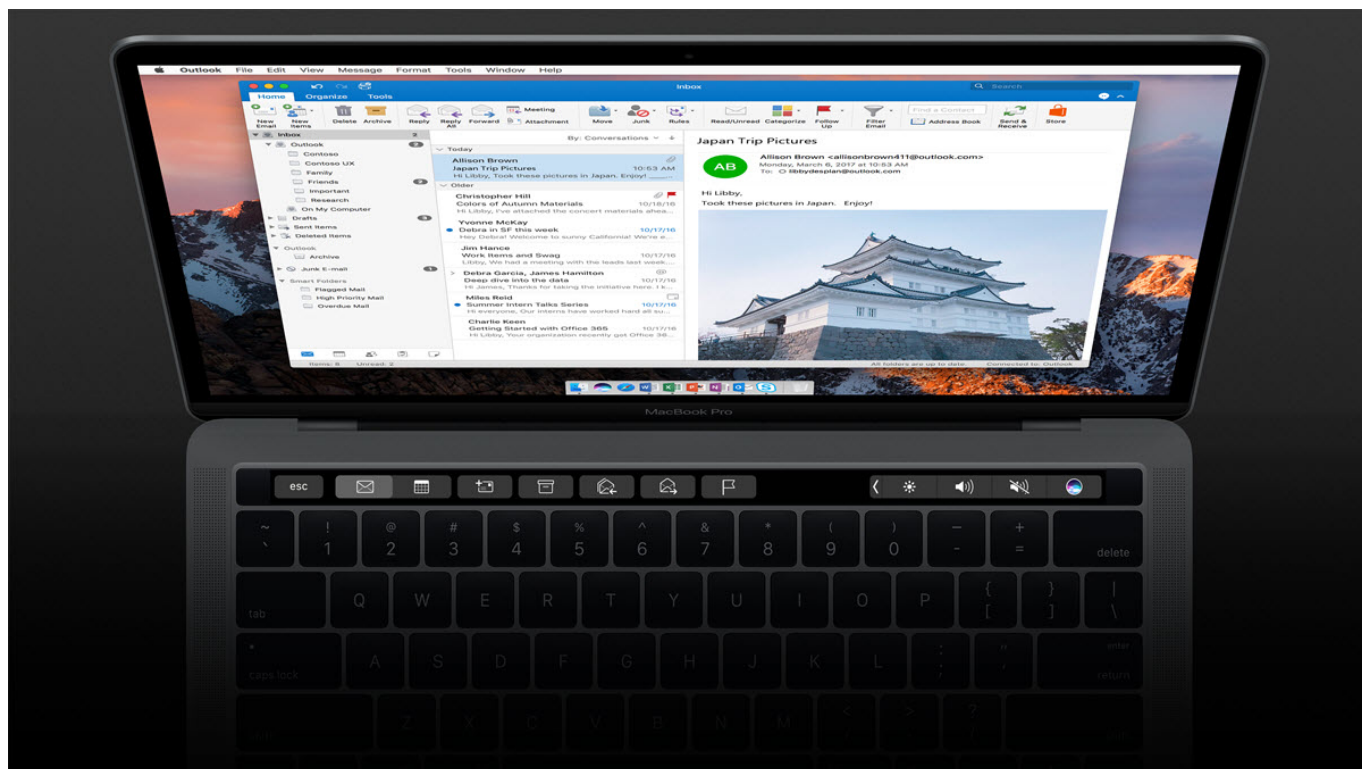 Outlook File Edit View Message Format Tools Window Help
Inbox
Search
Home Organize Tools
New Email
New Items
Delete
Archive
Reply
Reply All
Forward
Meeting
Attachment
Move
Junk
Rules
Read/Unread
Categorize
Follow Up
Filter Email
Find a Contact
Address Book
Send & Receive
Store
Inbox
Outlook
Contoso
Contoso UX
Family
Friends
Important
Research
On My Computer
Drafts
Sent Items
Deleted Items
Outlook
Archive
Junk E-mail
Smart Folders
Flagged Mail
High Priority Mail
Overdue Mail
Items: 8 Unread: 2
By: Conversations
Today
Allison Brown
Japan Trip Pictures 10:53 AM
Hi Libby, Took these pictures in Japan. Enjoy!
Older
Christopher Hill
Colors of Autumn Materials 10/18/16
Hi Libby, I've attached the concert materials ahea...
Yvonne McKay
Debra in SF this week 10/17/16
Hey Debra! Welcome to sunny California! We're e...
Jim Hance
Work Items and Swag 10/17/16
Libby, We had a meeting with the leads last week....
Debra Garcia, James Hamilton
Deep dive into the data 10/17/16
Hi James, Thanks for taking the initiative here. I k...
Miles Reid
Summer Intern Talks Series 10/17/16
Hi everyone, Our interns have worked hard all su...
Charlie Keen
Getting Started with Office 365 10/17/16
Hi Libby, Your organization recently got Office 36...
Japan Trip Pictures
AB
Allison Brown <allisonbrown411@outlook.com>
Monday, March 6, 2017 at 10:53 AM
To: libbydesplan@outlook.com
Hi Libby,
Took these pictures in Japan. Enjoy!
All folders are up to date. Connected to: Outlook
MacBook Pro
esc
~ ! @ # $ % ^ & * ( ) — +
` 1 2 3 4 5 6 7 8 9 0 - = delete
tab Q W E R T Y U I O P { [ } ] | \
caps lock A S D F G H J K L : ; " ' enter return
Z X C V B N M < > ?